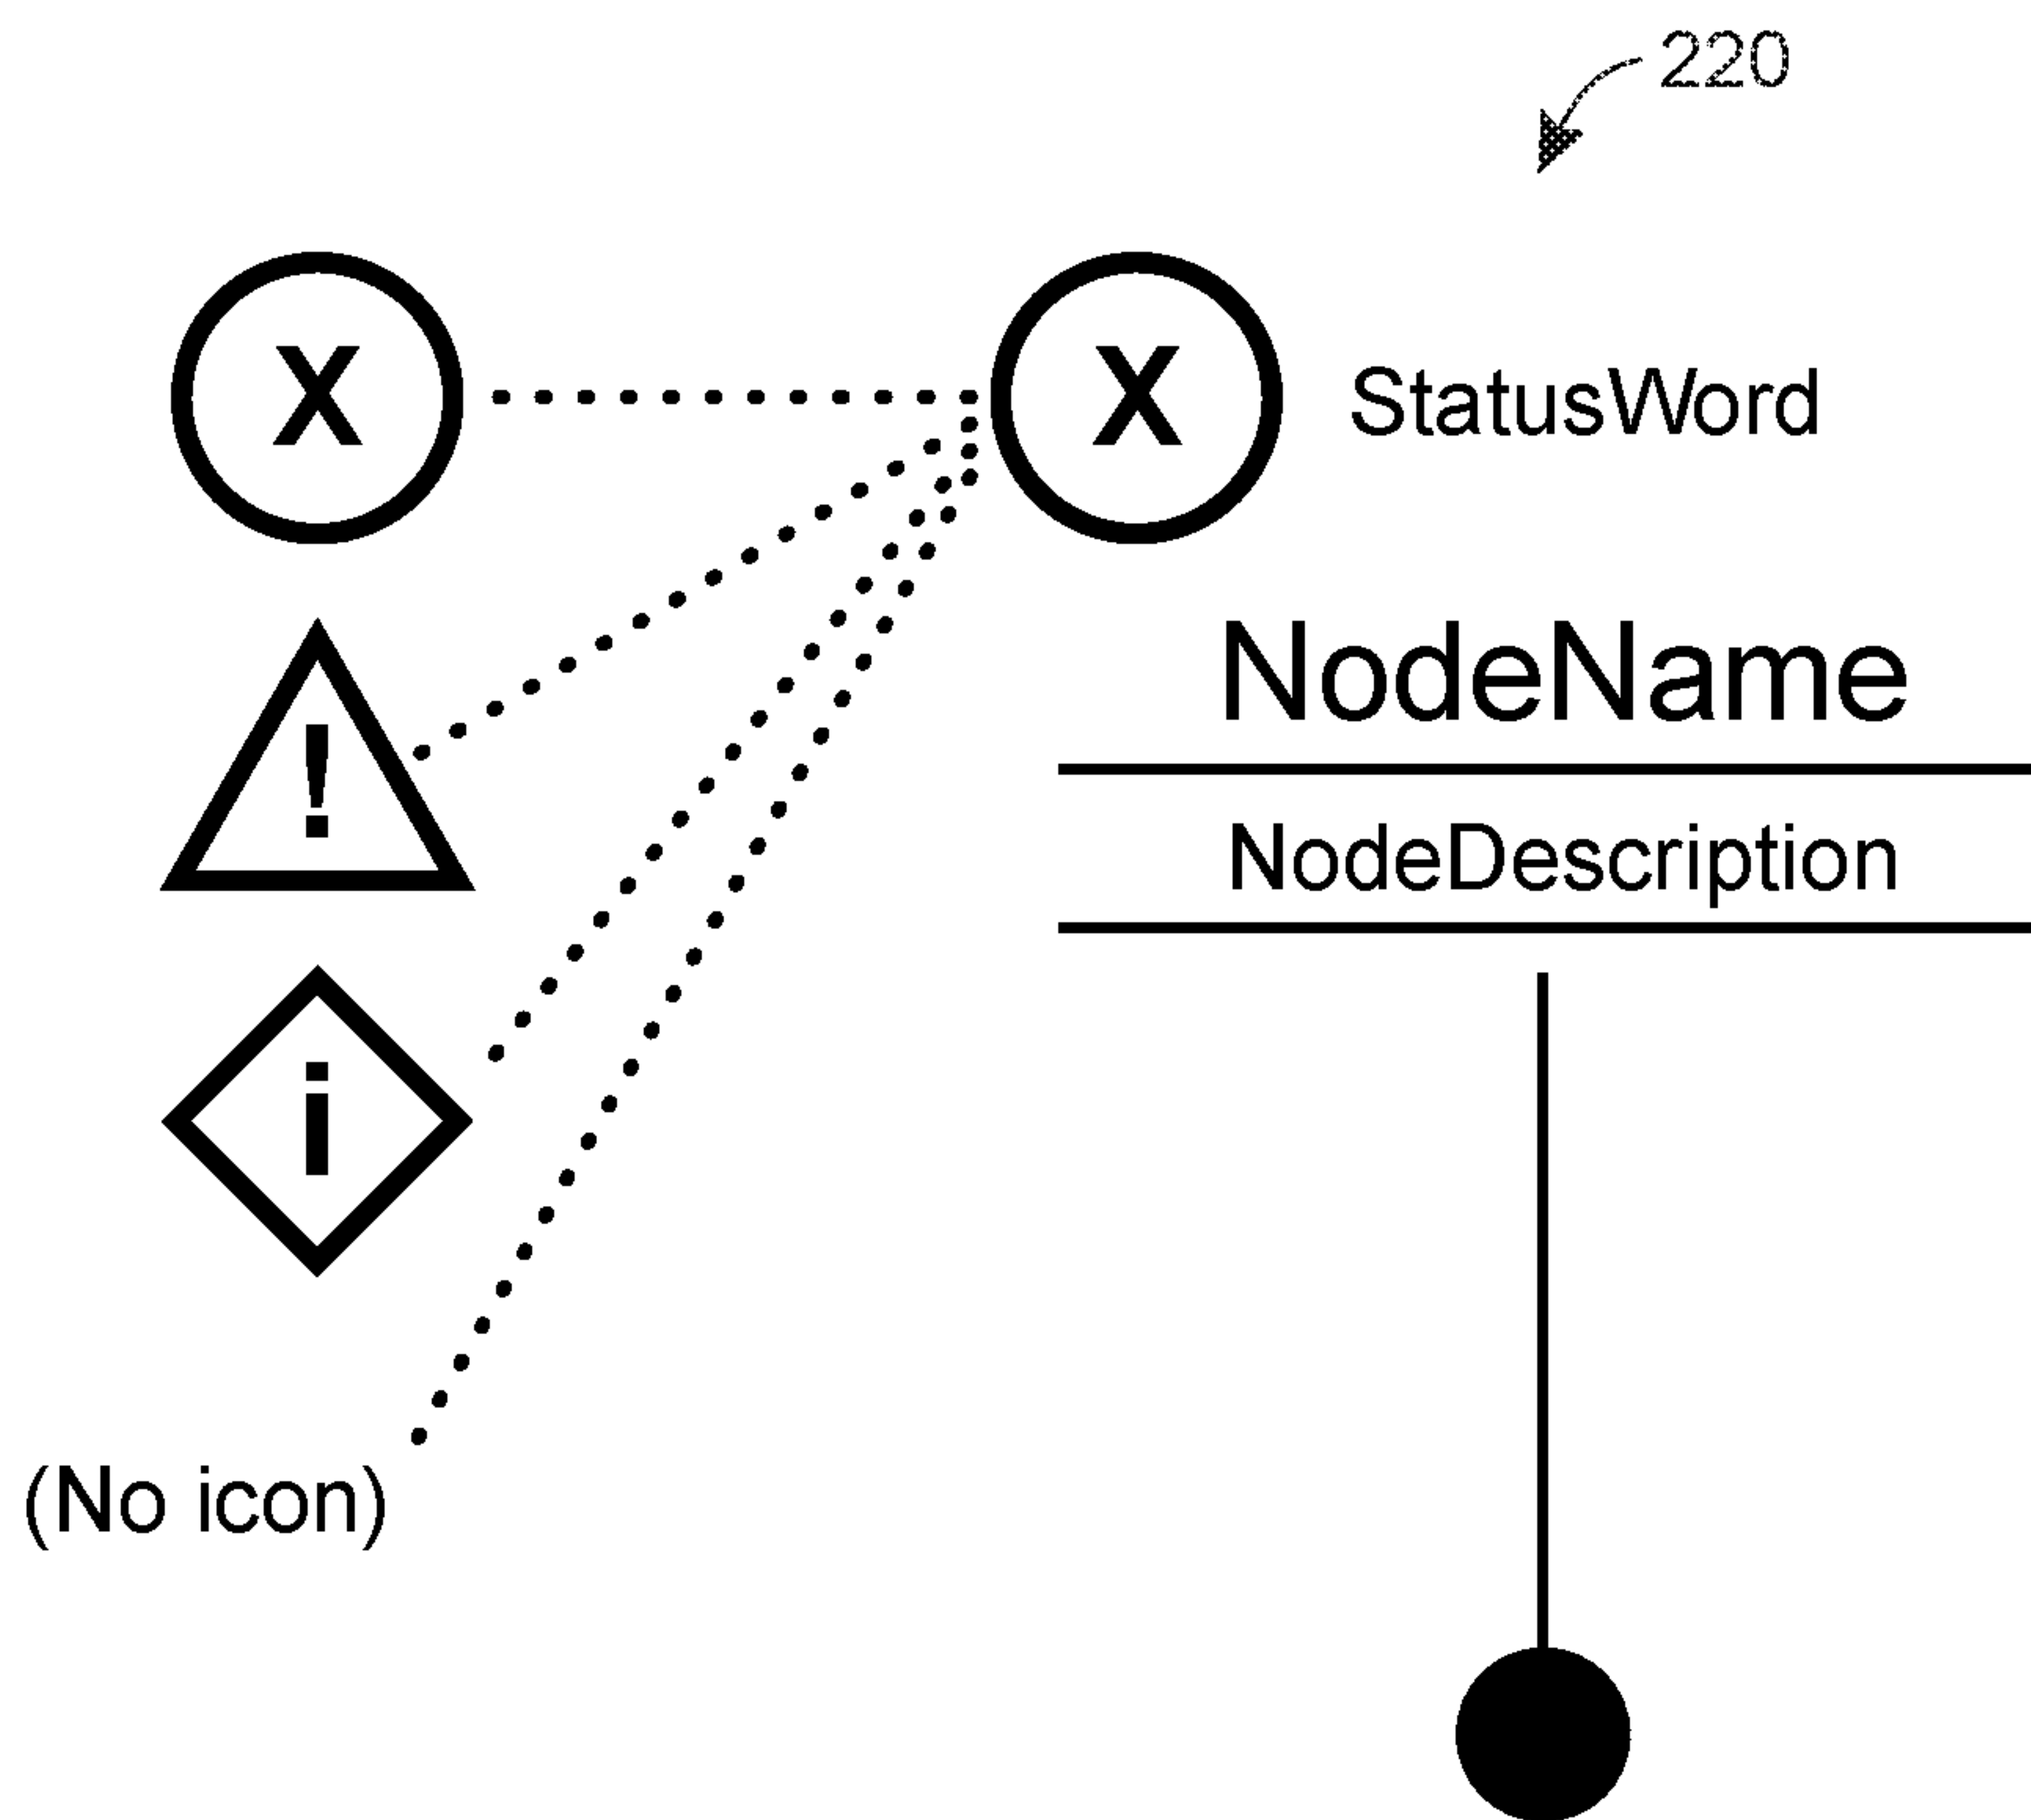 220
X X StatusWord
!
NodeName
NodeDescription
i
(No icon)